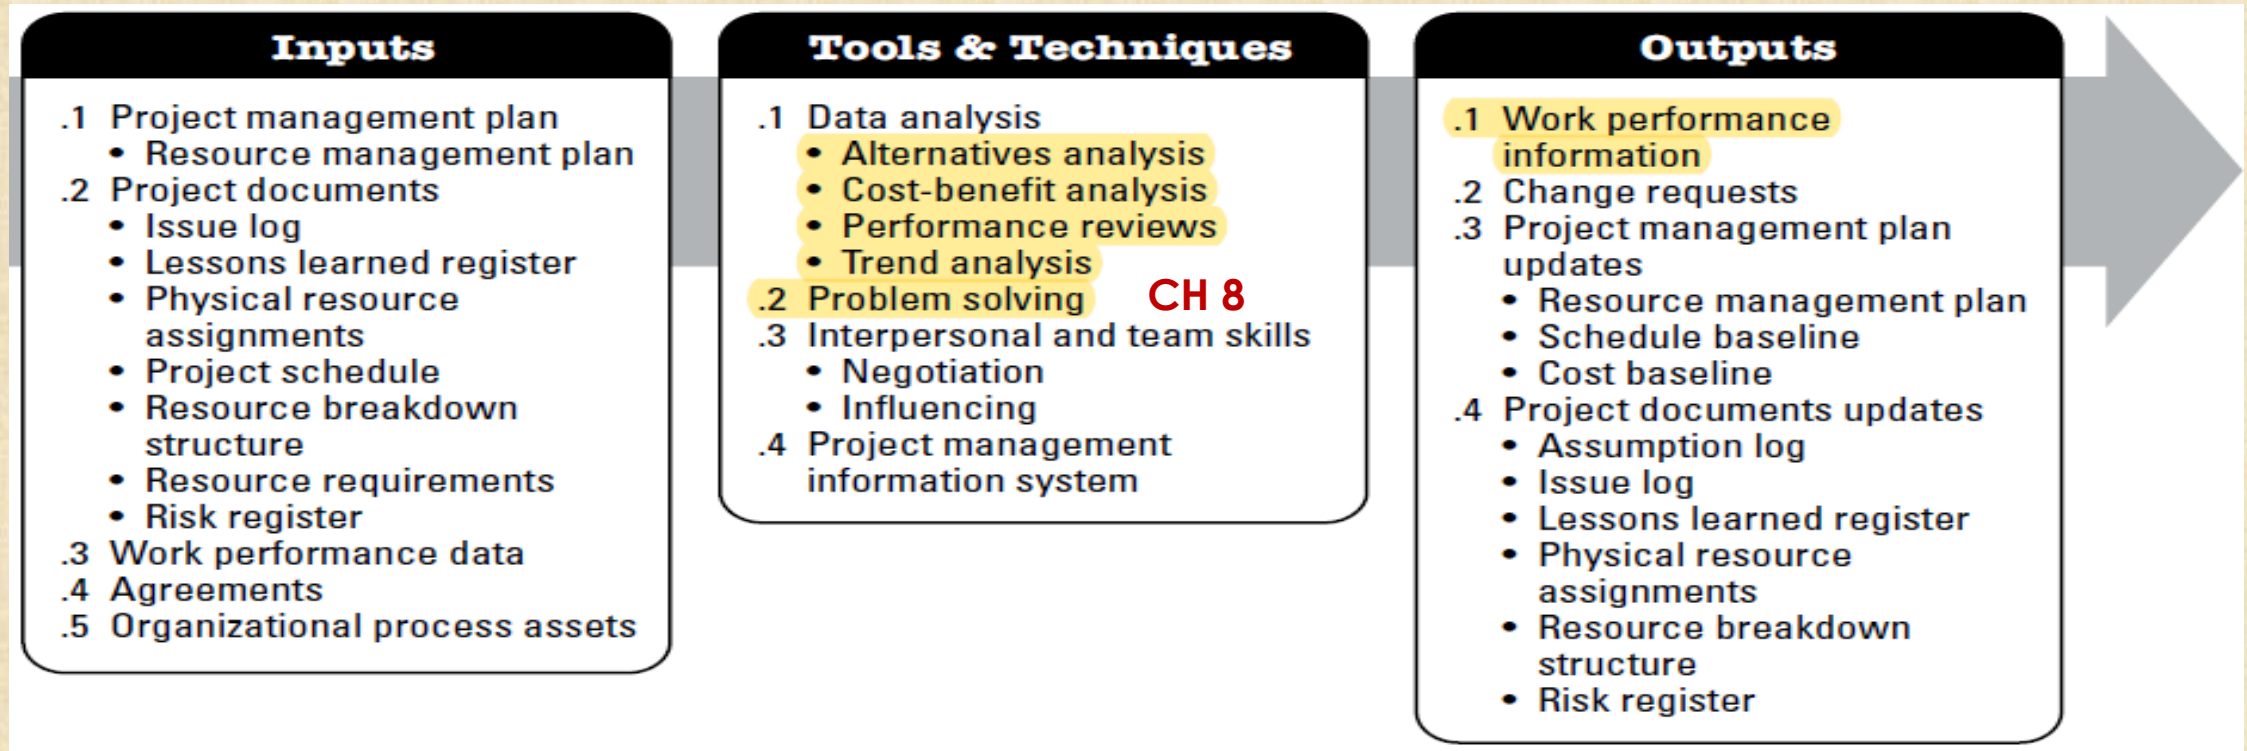 Inputs
.1 Project management plan
• Resource management plan
.2 Project documents
• Issue log
• Lessons learned register
• Physical resource
assignments
• Project schedule
• Resource breakdown
structure
• Resource requirements
• Risk register
.3 Work performance data
.4 Agreements
.5 Organizational process assets
Tools & Techniques
.1 Data analysis
• Alternatives analysis
• Cost-benefit analysis
• Performance reviews
• Trend analysis
.2 Problem solving CH 8
.3 Interpersonal and team skills
• Negotiation
• Influencing
.4 Project management
information system
Outputs
.1 Work performance
information
.2 Change requests
.3 Project management plan
updates
• Resource management plan
• Schedule baseline
• Cost baseline
.4 Project documents updates
• Assumption log
• Issue log
• Lessons learned register
• Physical resource
assignments
• Resource breakdown
structure
• Risk register